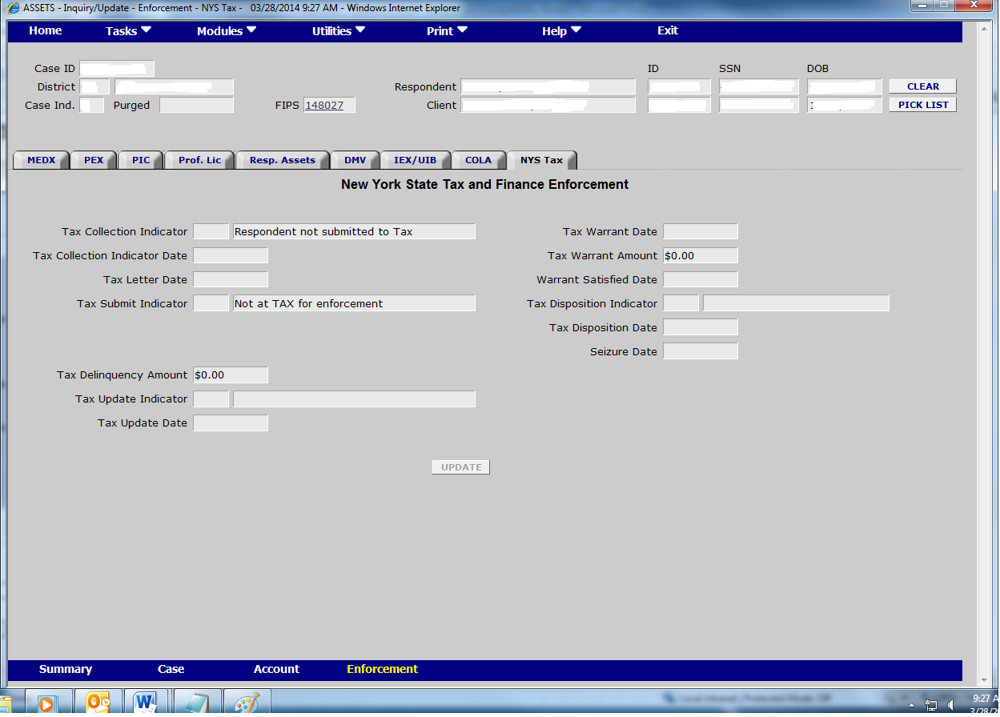 ASSETS - Inquiry/Update - Enforcement - NYS Tax - 03/28/2014 9:27 AM - Windows Internet Explorer
Home Tasks Modules Utilities Print Help Exit
Case ID ID SSN DOB
District Respondent CLEAR
Case Ind. Purged FIPS 148027 Client PICK LIST
MEDX PEX PIC Prof. Lic Resp. Assets DMV IEX/UIB COLA NYS Tax
New York State Tax and Finance Enforcement
Tax Collection Indicator Respondent not submitted to Tax Tax Warrant Date
Tax Collection Indicator Date Tax Warrant Amount $0.00
Tax Letter Date Warrant Satisfied Date
Tax Submit Indicator Not at TAX for enforcement Tax Disposition Indicator
Tax Disposition Date
Seizure Date
Tax Delinquency Amount $0.00
Tax Update Indicator
Tax Update Date
UPDATE
Summary Case Account Enforcement
9:27 A